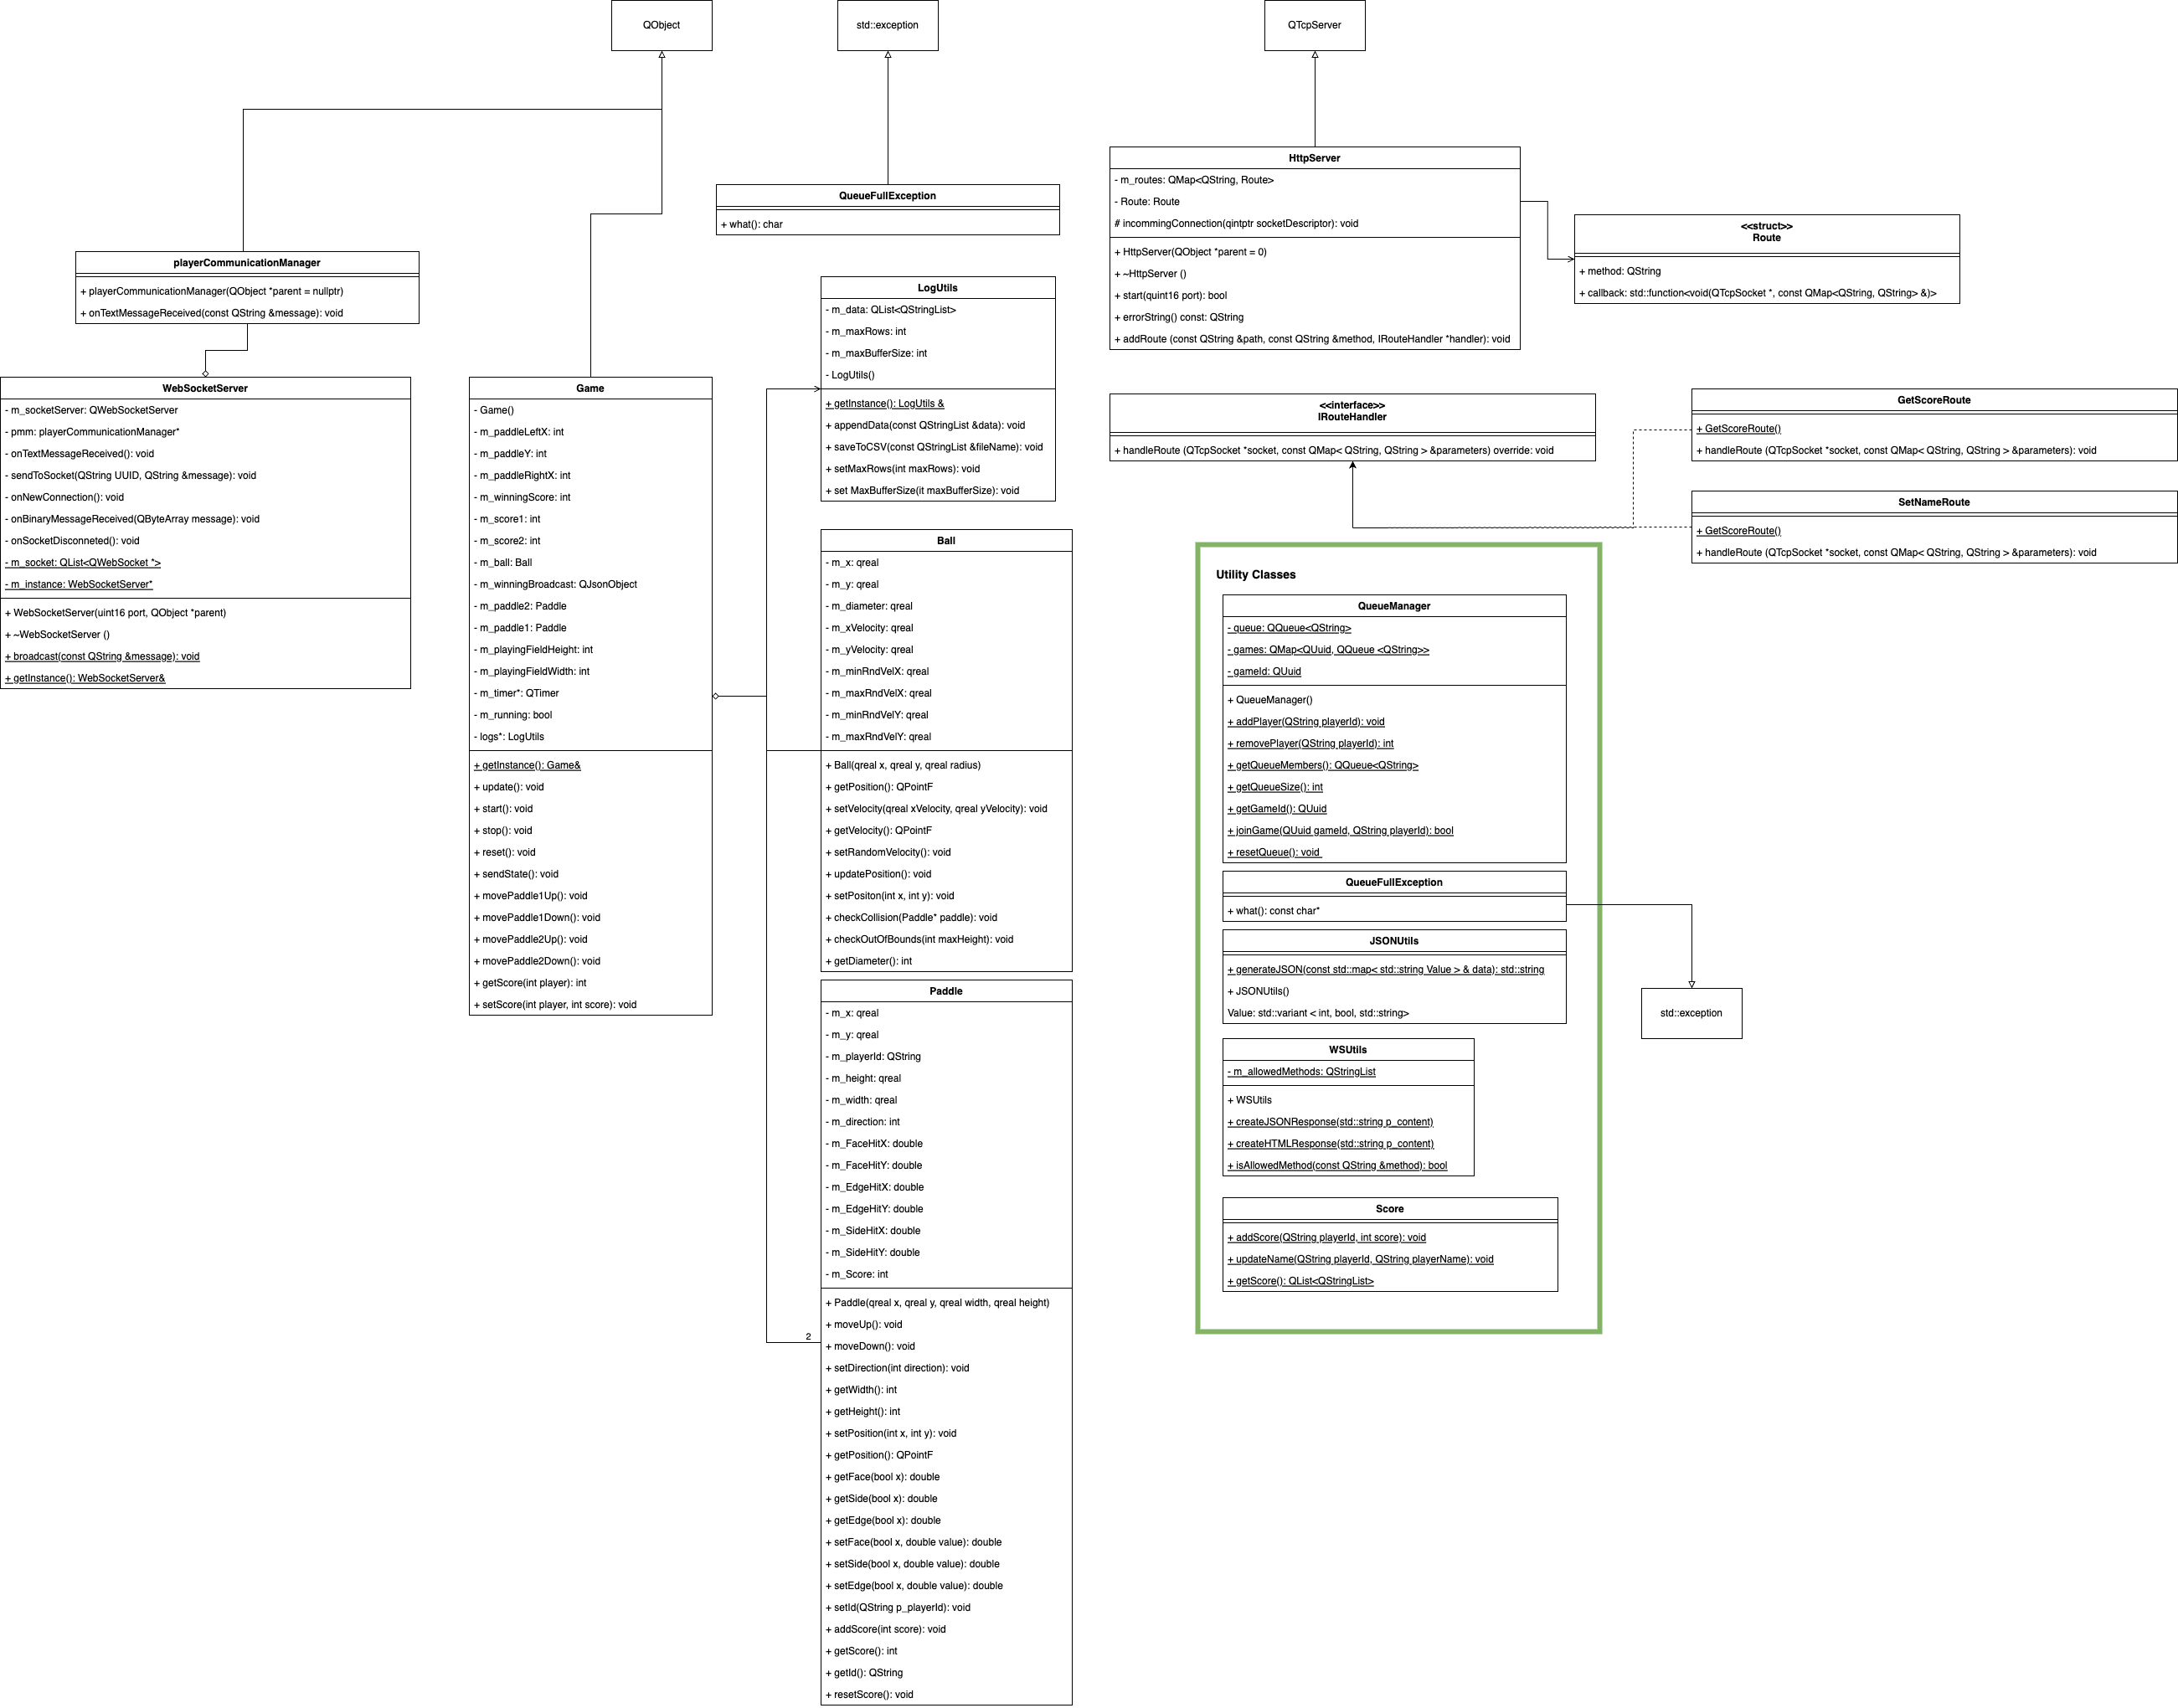 QObject
std::exception
QTcpServer
playerCommunicationManager
+ playerCommunicationManager(QObject *parent = nullptr)
+ onTextMessageReceived(const QString &message): void
WebSocketServer
- m_socketServer: QWebSocketServer
- pmm: playerCommunicationManager*
- onTextMessageReceived(): void
- sendToSocket(QString UUID, QString &message): void
- onNewConnection(): void
- onBinaryMessageReceived(QByteArray message): void
- onSocketDisconneted(): void
- m_socket: QList<QWebSocket *>
- m_instance: WebSocketServer*
+ WebSocketServer(uint16 port, QObject *parent)
+ ~WebSocketServer ()
+ broadcast(const QString &message): void
+ getInstance(): WebSocketServer&
Game
- Game()
- m_paddleLeftX: int
- m_paddleY: int
- m_paddleRightX: int
- m_winningScore: int
- m_score1: int
- m_score2: int
- m_ball: Ball
- m_winningBroadcast: QJsonObject
- m_paddle2: Paddle
- m_paddle1: Paddle
- m_playingFieldHeight: int
- m_playingFieldWidth: int
- m_timer*: QTimer
- m_running: bool
- logs*: LogUtils
+ getInstance(): Game&
+ update(): void
+ start(): void
+ stop(): void
+ reset(): void
+ sendState(): void
+ movePaddle1Up(): void
+ movePaddle1Down(): void
+ movePaddle2Up(): void
+ movePaddle2Down(): void
+ getScore(int player): int
+ setScore(int player, int score): void
QueueFullException
+ what(): char
LogUtils
- m_data: QList<QStringList>
- m_maxRows: int
- m_maxBufferSize: int
- LogUtils()
+ getInstance(): LogUtils &
+ appendData(const QStringList &data): void
+ saveToCSV(const QStringList &fileName): void
+ setMaxRows(int maxRows): void
+ set MaxBufferSize(it maxBufferSize): void
Ball
- m_x: qreal
- m_y: qreal
- m_diameter: qreal
- m_xVelocity: qreal
- m_yVelocity: qreal
- m_minRndVelX: qreal
- m_maxRndVelX: qreal
- m_minRndVelY: qreal
- m_maxRndVelY: qreal
+ Ball(qreal x, qreal y, qreal radius)
+ getPosition(): QPointF
+ setVelocity(qreal xVelocity, qreal yVelocity): void
+ getVelocity(): QPointF
+ setRandomVelocity(): void
+ updatePosition(): void
+ setPositon(int x, int y): void
+ checkCollision(Paddle* paddle): void
+ checkOutOfBounds(int maxHeight): void
+ getDiameter(): int
Paddle
- m_x: qreal
- m_y: qreal
- m_playerId: QString
- m_height: qreal
- m_width: qreal
- m_direction: int
- m_FaceHitX: double
- m_FaceHitY: double
- m_EdgeHitX: double
- m_EdgeHitY: double
- m_SideHitX: double
- m_SideHitY: double
- m_Score: int
+ Paddle(qreal x, qreal y, qreal width, qreal height)
+ moveUp(): void
2
+ moveDown(): void
+ setDirection(int direction): void
+ getWidth(): int
+ getHeight(): int
+ setPosition(int x, int y): void
+ getPosition(): QPointF
+ getFace(bool x): double
+ getSide(bool x): double
+ getEdge(bool x): double
+ setFace(bool x, double value): double
+ setSide(bool x, double value): double
+ setEdge(bool x, double value): double
+ setId(QString p_playerId): void
+ addScore(int score): void
+ getScore(): int
+ getId(): QString
+ resetScore(): void
HttpServer
- m_routes: QMap<QString, Route>
- Route: Route
# incommingConnection(qintptr socketDescriptor): void
+ HttpServer(QObject *parent = 0)
+ ~HttpServer ()
+ start(quint16 port): bool
+ errorString() const: QString
+ addRoute (const QString &path, const QString &method, IRouteHandler *handler): void
<<struct>>
Route
+ method: QString
+ callback: std::function<void(QTcpSocket *, const QMap<QString, QString> &)>
<<interface>>
IRouteHandler
+ handleRoute (QTcpSocket *socket, const QMap< QString, QString > &parameters) override: void
GetScoreRoute
+ GetScoreRoute()
+ handleRoute (QTcpSocket *socket, const QMap< QString, QString > &parameters): void
SetNameRoute
+ GetScoreRoute()
+ handleRoute (QTcpSocket *socket, const QMap< QString, QString > &parameters): void
Utility Classes
QueueManager
- queue: QQueue<QString>
- games: QMap<QUuid, QQueue <QString>>
- gameId: QUuid
+ QueueManager()
+ addPlayer(QString playerId): void
+ removePlayer(QString playerId): int
+ getQueueMembers(): QQueue<QString>
+ getQueueSize(): int
+ getGameId(): QUuid
+ joinGame(QUuid gameId, QString playerId): bool
+ resetQueue(): void
QueueFullException
+ what(): const char*
JSONUtils
+ generateJSON(const std::map< std::string Value > & data): std::string
+ JSONUtils()
Value: std::variant < int, bool, std::string>
std::exception
WSUtils
- m_allowedMethods: QStringList
+ WSUtils
+ createJSONResponse(std::string p_content)
+ createHTMLResponse(std::string p_content)
+ isAllowedMethod(const QString &method): bool
Score
+ addScore(QString playerId, int score): void
+ updateName(QString playerId, QString playerName): void
+ getScore(): QList<QStringList>